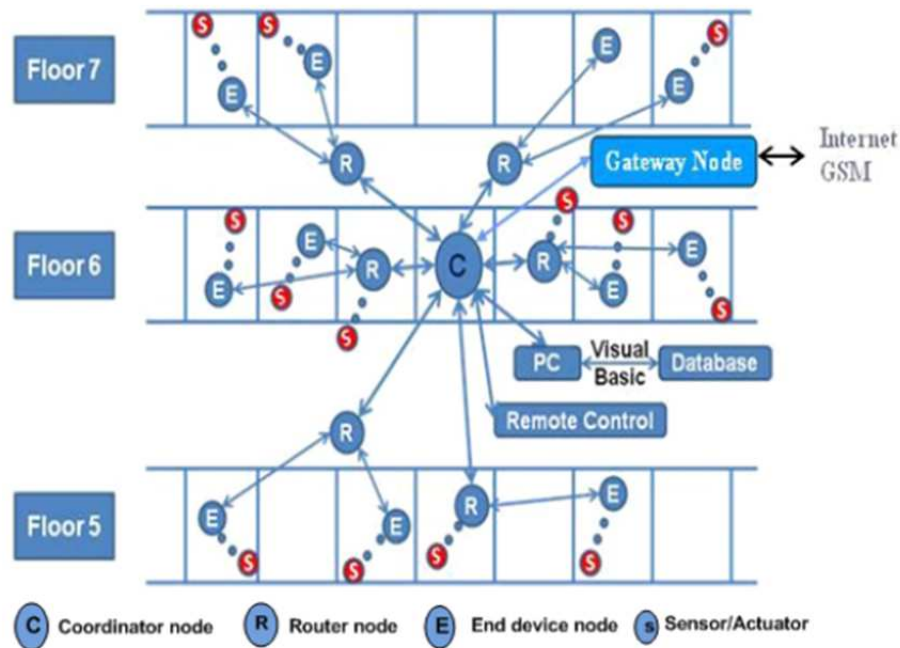 S S E S
Floor 7 E E E
R R Gateway Node Internet
GSM
S S S
Floor 6 E R C R E
E S E S
S
PC Visual Basic Database
Remote Control
R
Floor 5 E E R E
S S S S
C Coordinator node R Router node E End device node s Sensor/Actuator